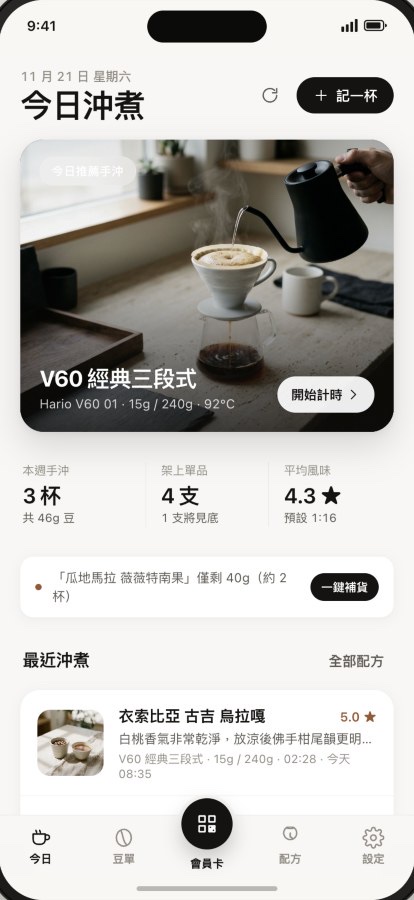 9:41
11 月 21 日 星期六
今日沖煮
記一杯
今日推薦手沖
V60 經典三段式
Hario V60 01 · 15g / 240g · 92°C
開始計時
本週手沖
架上單品
平均風味
3 杯
4 支
4.3 ★
共 46g 豆
1 支將見底
預設 1:16
「瓜地馬拉 薇薇特南果」僅剩 40g（約 2
杯）
一鍵補貨
最近沖煮
全部配方
衣索比亞 古吉 烏拉嘎
5.0 ★
白桃香氣非常乾淨，放涼後佛手柑尾韻更明...
V60 經典三段式 · 15g / 240g · 02:28 · 今天
08:35
今日
豆單
會員卡
配方
設定